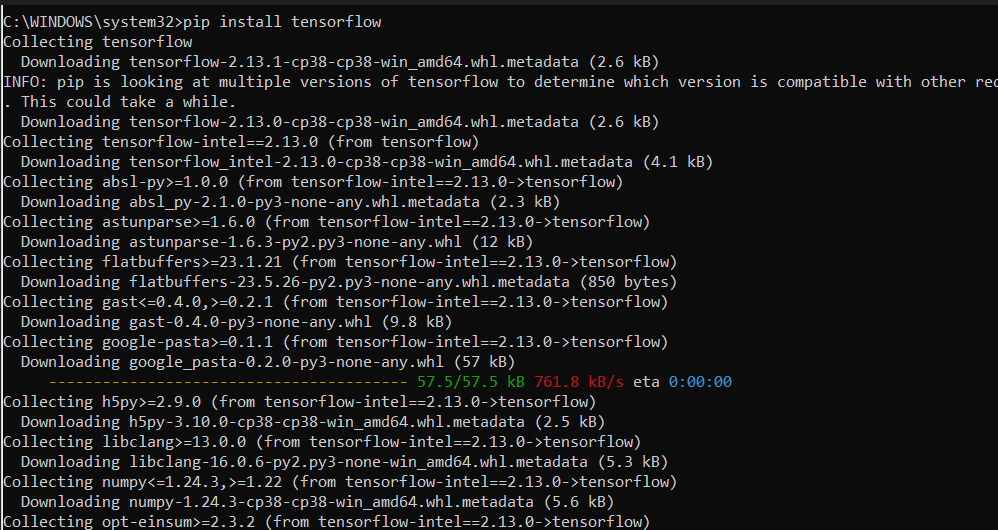 C:\WINDOWS\system32>pip install tensorflow
Collecting tensorflow
  Downloading tensorflow-2.13.1-cp38-cp38-win_amd64.whl.metadata (2.6 kB)
INFO: pip is looking at multiple versions of tensorflow to determine which version is compatible with other
. This could take a while.
  Downloading tensorflow-2.13.0-cp38-cp38-win_amd64.whl.metadata (2.6 kB)
Collecting tensorflow-intel==2.13.0 (from tensorflow)
  Downloading tensorflow_intel-2.13.0-cp38-cp38-win_amd64.whl.metadata (4.1 kB)
Collecting absl-py>=1.0.0 (from tensorflow-intel==2.13.0->tensorflow)
  Downloading absl_py-2.1.0-py3-none-any.whl.metadata (2.3 kB)
Collecting astunparse>=1.6.0 (from tensorflow-intel==2.13.0->tensorflow)
  Downloading astunparse-1.6.3-py2.py3-none-any.whl (12 kB)
Collecting flatbuffers>=23.1.21 (from tensorflow-intel==2.13.0->tensorflow)
  Downloading flatbuffers-23.5.26-py2.py3-none-any.whl.metadata (850 bytes)
Collecting gast<=0.4.0,>=0.2.1 (from tensorflow-intel==2.13.0->tensorflow)
  Downloading gast-0.4.0-py3-none-any.whl (9.8 kB)
Collecting google-pasta>=0.1.1 (from tensorflow-intel==2.13.0->tensorflow)
  Downloading google_pasta-0.2.0-py3-none-any.whl (57 kB)
     ---------------------------------------- 57.5/57.5 kB 761.8 kB/s eta 0:00:00
Collecting h5py>=2.9.0 (from tensorflow-intel==2.13.0->tensorflow)
  Downloading h5py-3.10.0-cp38-cp38-win_amd64.whl.metadata (2.5 kB)
Collecting libclang>=13.0.0 (from tensorflow-intel==2.13.0->tensorflow)
  Downloading libclang-16.0.6-py2.py3-none-win_amd64.whl.metadata (5.3 kB)
Collecting numpy<=1.24.3,>=1.22 (from tensorflow-intel==2.13.0->tensorflow)
  Downloading numpy-1.24.3-cp38-cp38-win_amd64.whl.metadata (5.6 kB)
Collecting opt-einsum>=2.3.2 (from tensorflow-intel==2.13.0->tensorflow)